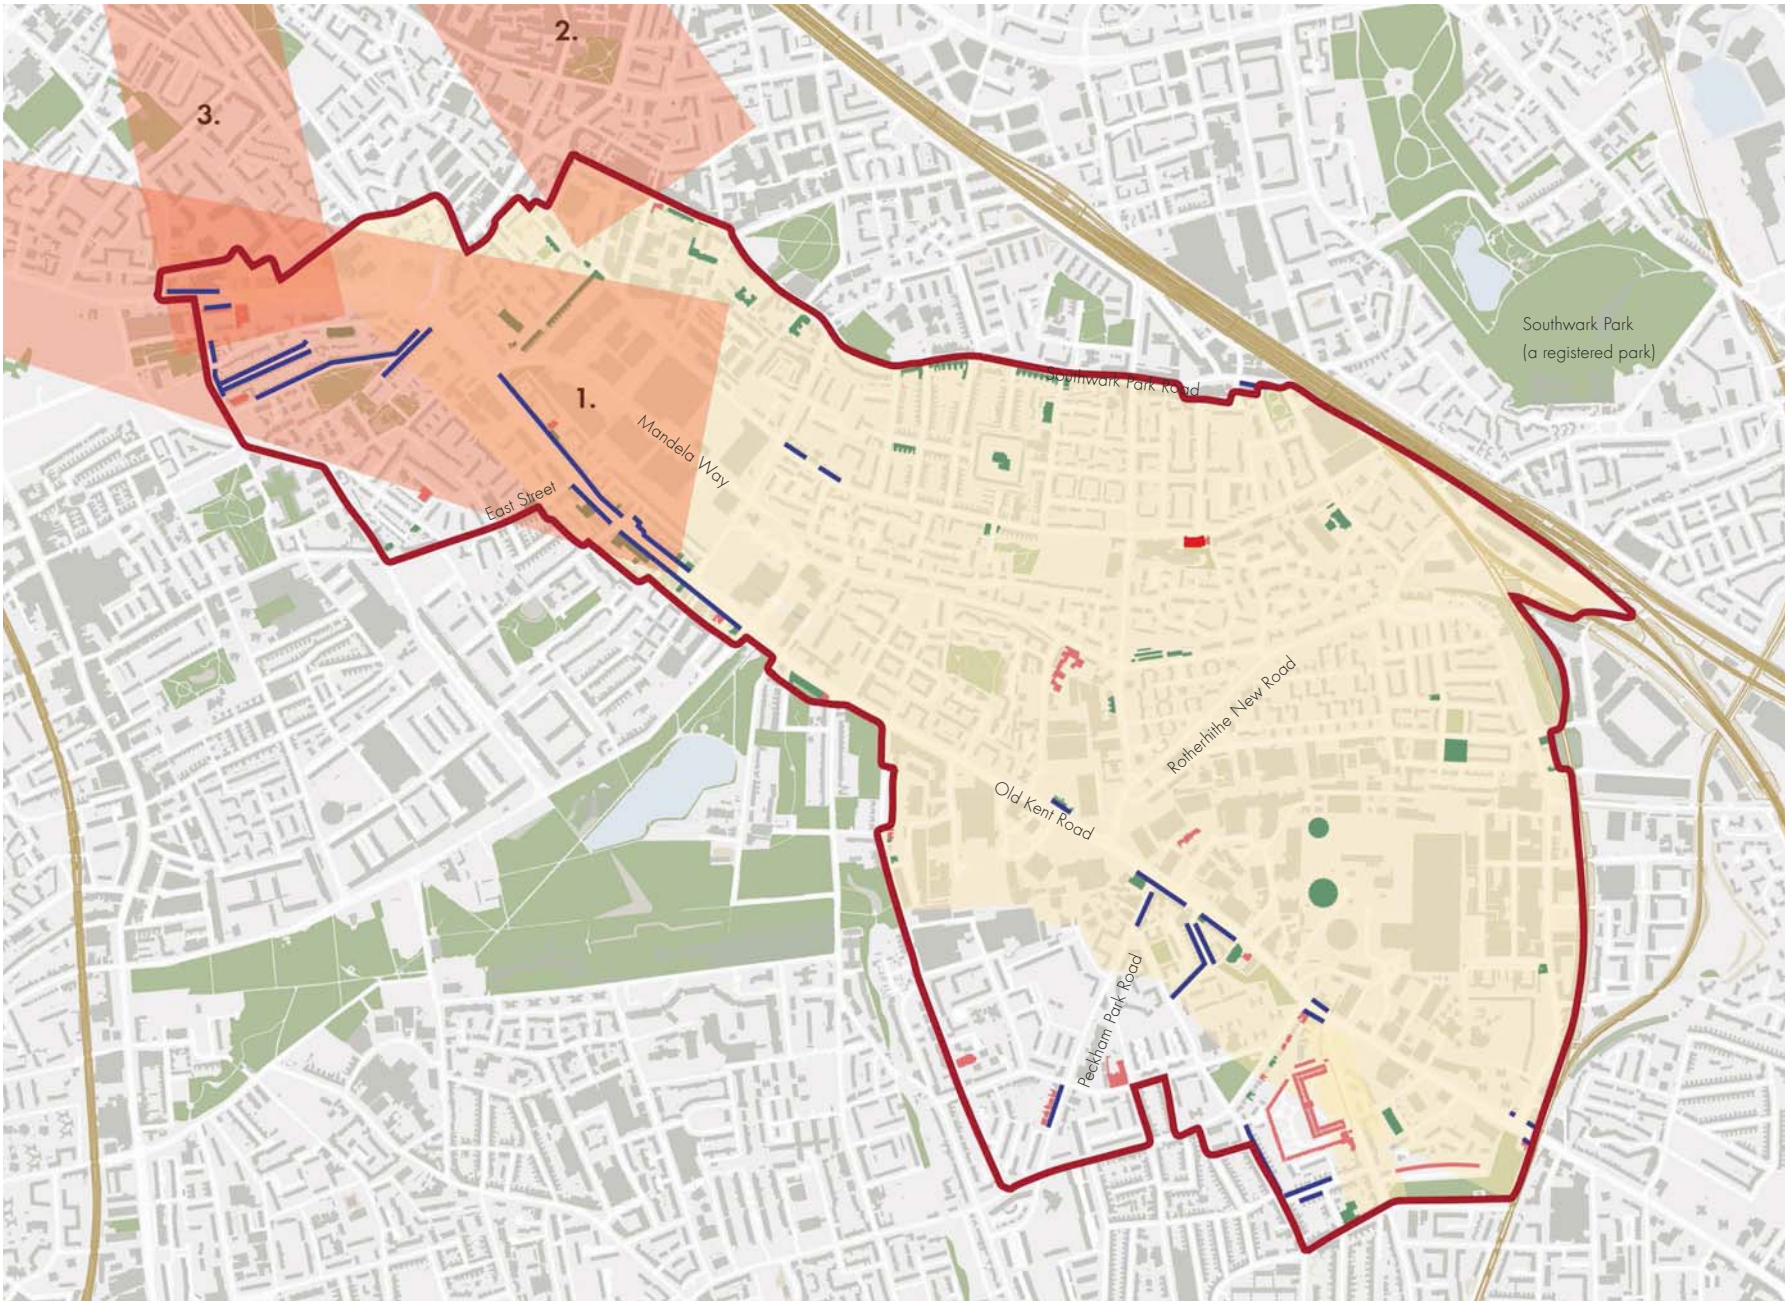 2.
3.
Southwark Park
(a registered park)
Southwark Park Road
1.
Mandela Way
East Street
Rotherhithe New Road
Old Kent Road
Peckham Park Road